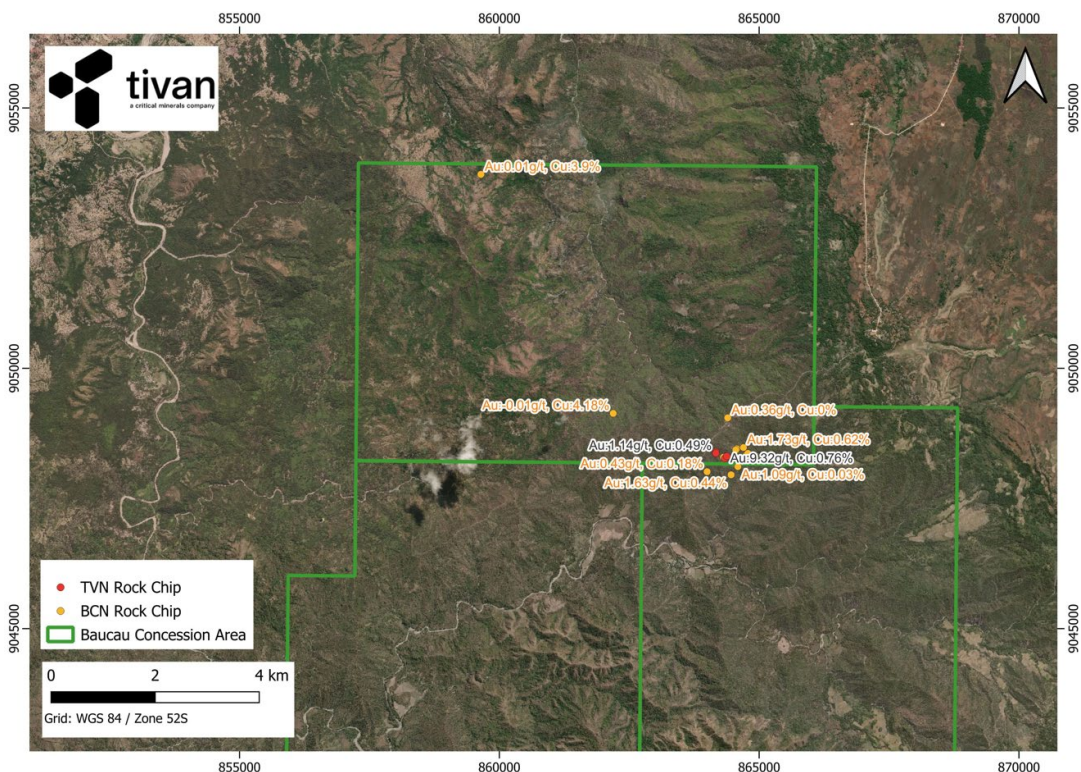 855000
860000
865000
870000
tivan
a critical minerals company
9055000
9055000
Au:0.01g/t, Cu:3.9%
9050000
9050000
Au:-0.01g/t, Cu:4.18%
Au:0.36g/t, Cu:0%
Au:1.14g/t, Cu:0.49%
Au:1.73g/t, Cu:0.62%
Au:9.32g/t, Cu:0.76%
Au:0.43g/t, Cu:0.18%
Au:1.09g/t, Cu:0.03%
Au:1.63g/t, Cu:0.44%
TVN Rock Chip
BCN Rock Chip
Baucau Concession Area
9045000
9045000
0 2 4 km
Grid: WGS 84 / Zone 52S
855000
860000
865000
870000